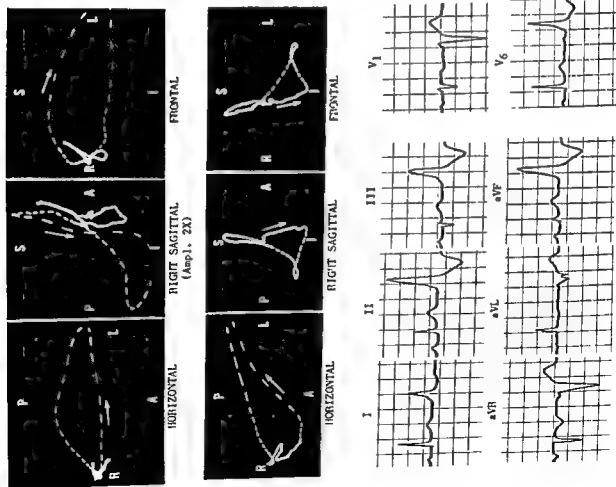 P
R
L
A
HORIZONTAL
S
P
A
I
RIGHT SAGITTAL
(Ampl. 2X)
S
R
L
I
FRONTAL
P
R
L
A
HORIZONTAL
S
P
A
I
RIGHT SAGITTAL
S
R
L
I
FRONTAL
I
II
III
V1
aVR
aVL
aVF
V6